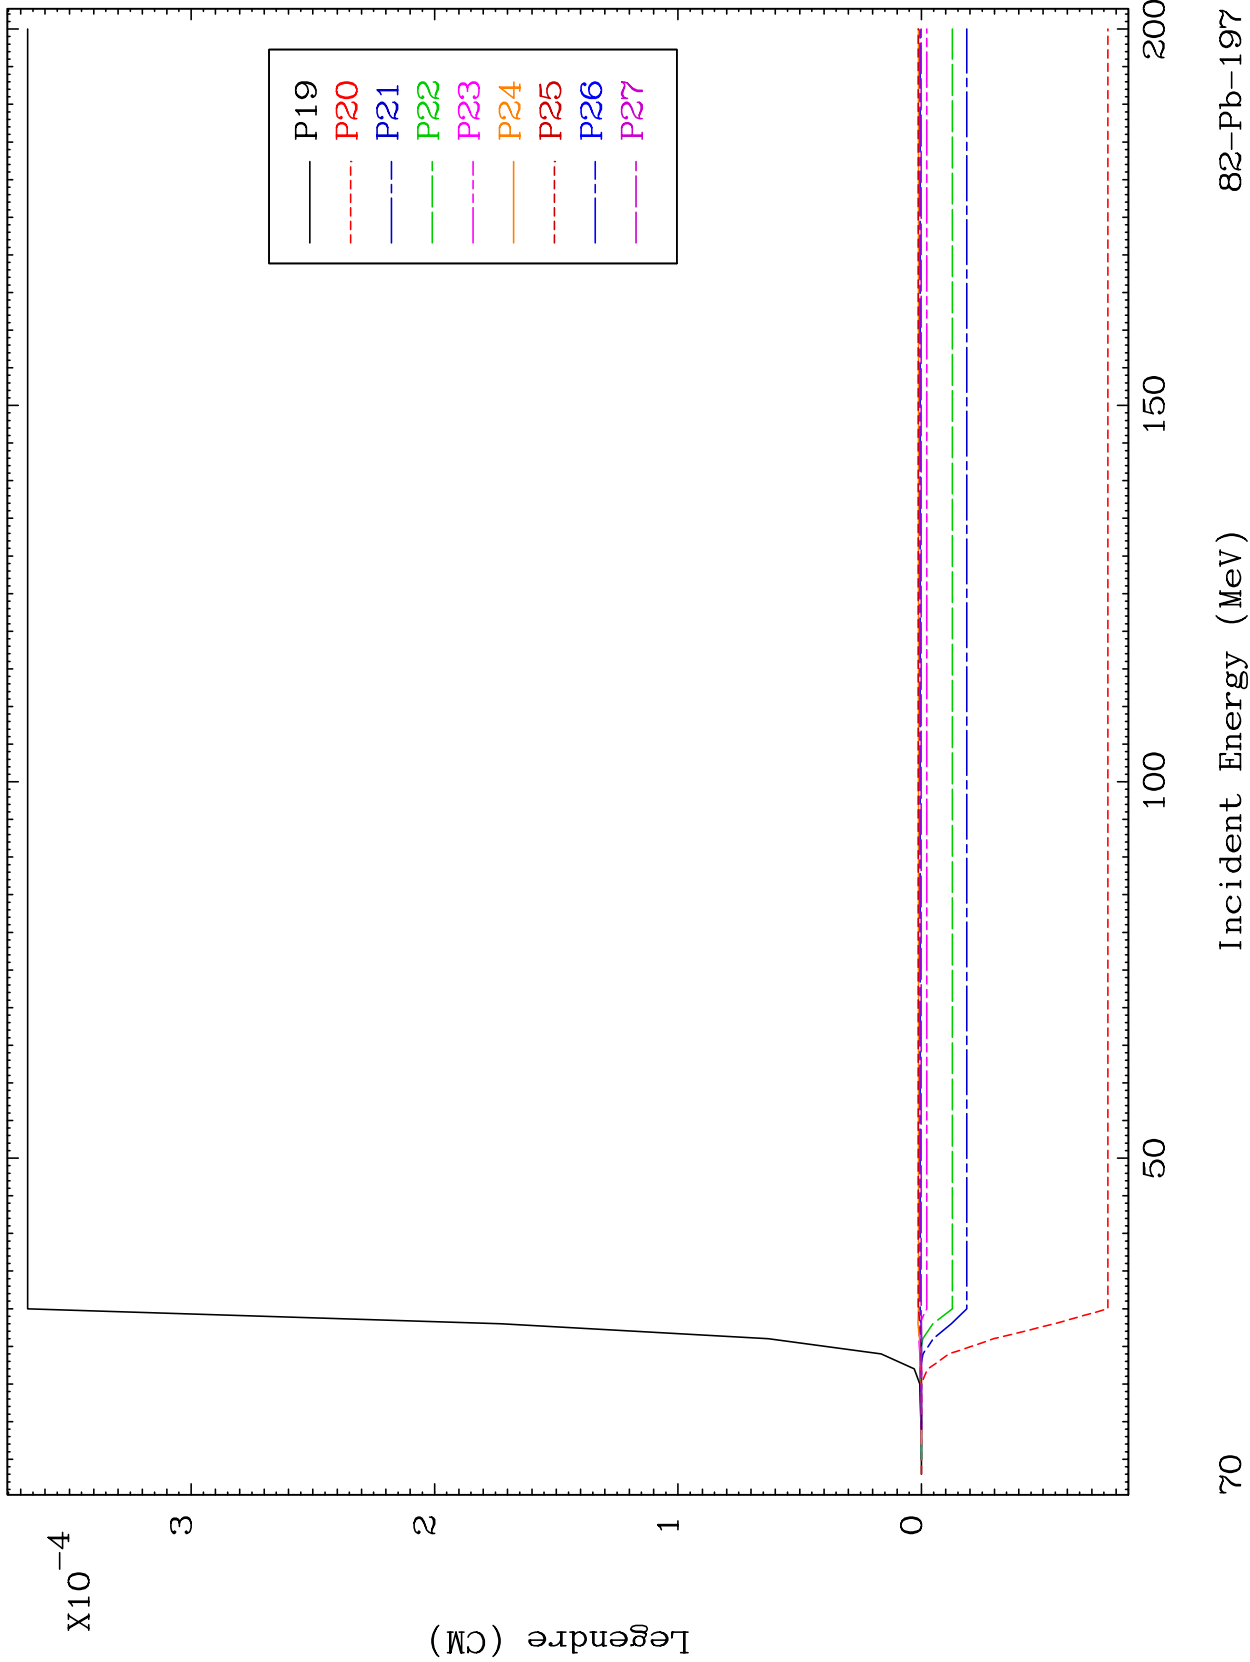 X10-4
Legendre (CM)
3
2
1
0
P19
P20
P21
P22
P23
P24
P25
P26
P27
50
100
150
200
70
Incident Energy (MeV)
82-Pb-197